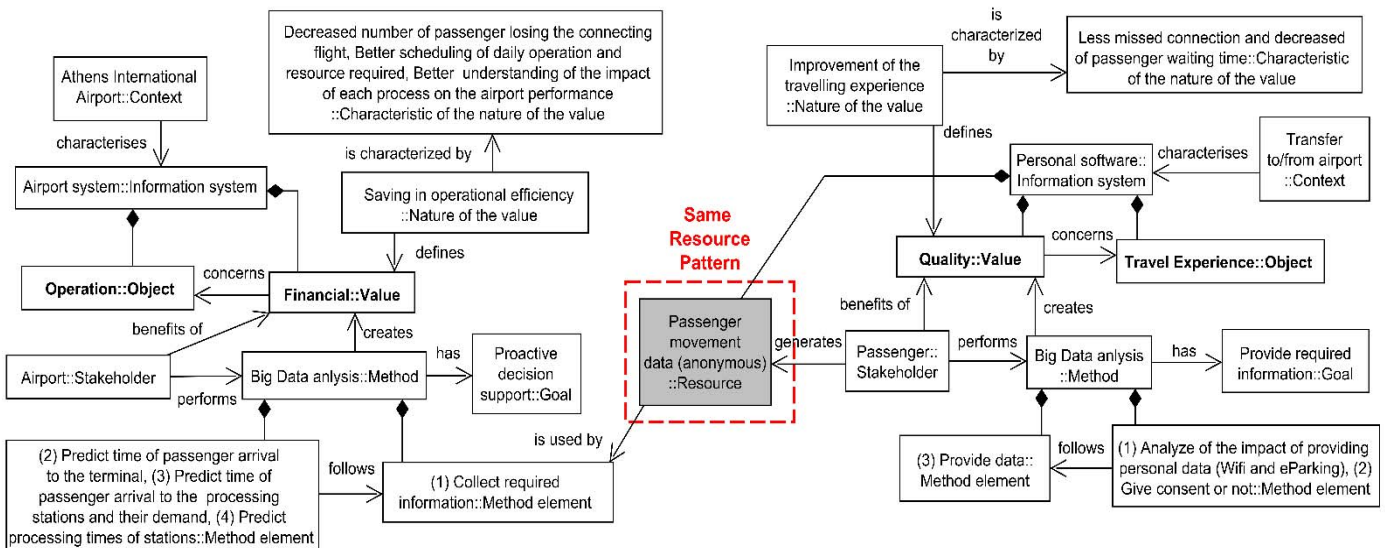 Athens International
Airport::Context
characterises
Airport system::Information system
Decreased number of passenger losing the connecting
flight, Better scheduling of daily operation and
resource required, Better understanding of the impact
of each process on the airport performance
::Characteristic of the nature of the value
is characterized by
Saving in operational efficiency
::Nature of the value
defines
Operation::Object
concerns
Financial::Value
benefits of
creates
Airport::Stakeholder
performs
Big Data anlysis::Method
has
Proactive
decision
support::Goal
(2) Predict time of passenger arrival
to the terminal, (3) Predict time of
passenger arrival to the processing
stations and their demand, (4) Predict
processing times of stations::Method element
follows
(1) Collect required
information::Method element
is used by
Same
Resource
Pattern
Passenger
movement
data (anonymous)
::Resource
generates
Improvement of the
travelling experience
::Nature of the value
is
characterized
by
Less missed connection and decreased
of passenger waiting time::Characteristic
of the nature of the value
defines
Personal software::
Information system
characterises
Transfer
to/from airport
::Context
Quality::Value
concerns
Travel Experience::Object
benefits of
creates
Passenger::
Stakeholder
performs
Big Data anlysis
::Method
has
Provide required
information::Goal
(3) Provide data::
Method element
follows
(1) Analyze of the impact of providing
personal data (Wifi and eParking), (2)
Give consent or not::Method element